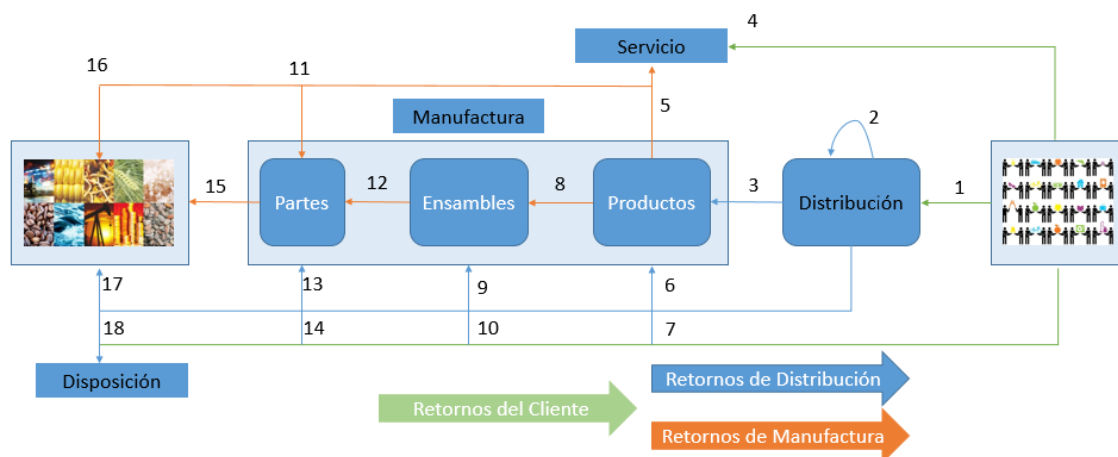 4
Servicio
16
11
5
Manufactura
2
15
Partes
12
Ensambles
8
Productos
3
Distribución
1
17
13
9
6
18
14
10
7
Disposición
Retornos de Distribución
Retornos del Cliente
Retornos de Manufactura